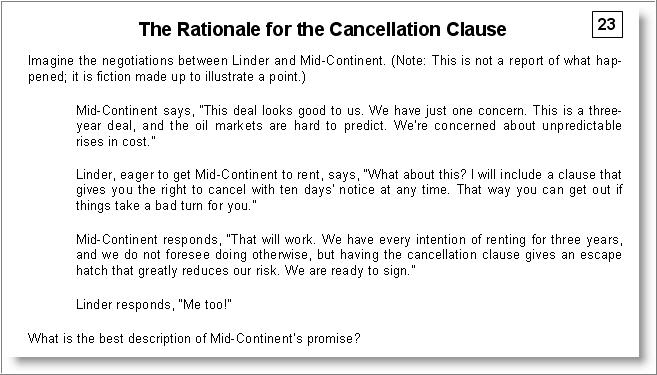 The Rationale for the Cancellation Clause
23
Imagine the negotiations between Linder and Mid-Continent. (Note: This is not a report of what hap-
pened; it is fiction made up to illustrate a point.)
Mid-Continent says, "This deal looks good to us. We have just one concern. This is a three-
year deal, and the oil markets are hard to predict. We're concerned about unpredictable
rises in cost."
Linder, eager to get Mid-Continent to rent, says, "What about this? I will include a clause that
gives you the right to cancel with ten days' notice at any time. That way you can get out if
things take a bad turn for you."
Mid-Continent responds, "That will work. We have every intention of renting for three years,
and we do not foresee doing otherwise, but having the cancellation clause gives an escape
hatch that greatly reduces our risk. We are ready to sign."
Linder responds, "Me too!"
What is the best description of Mid-Continent's promise?